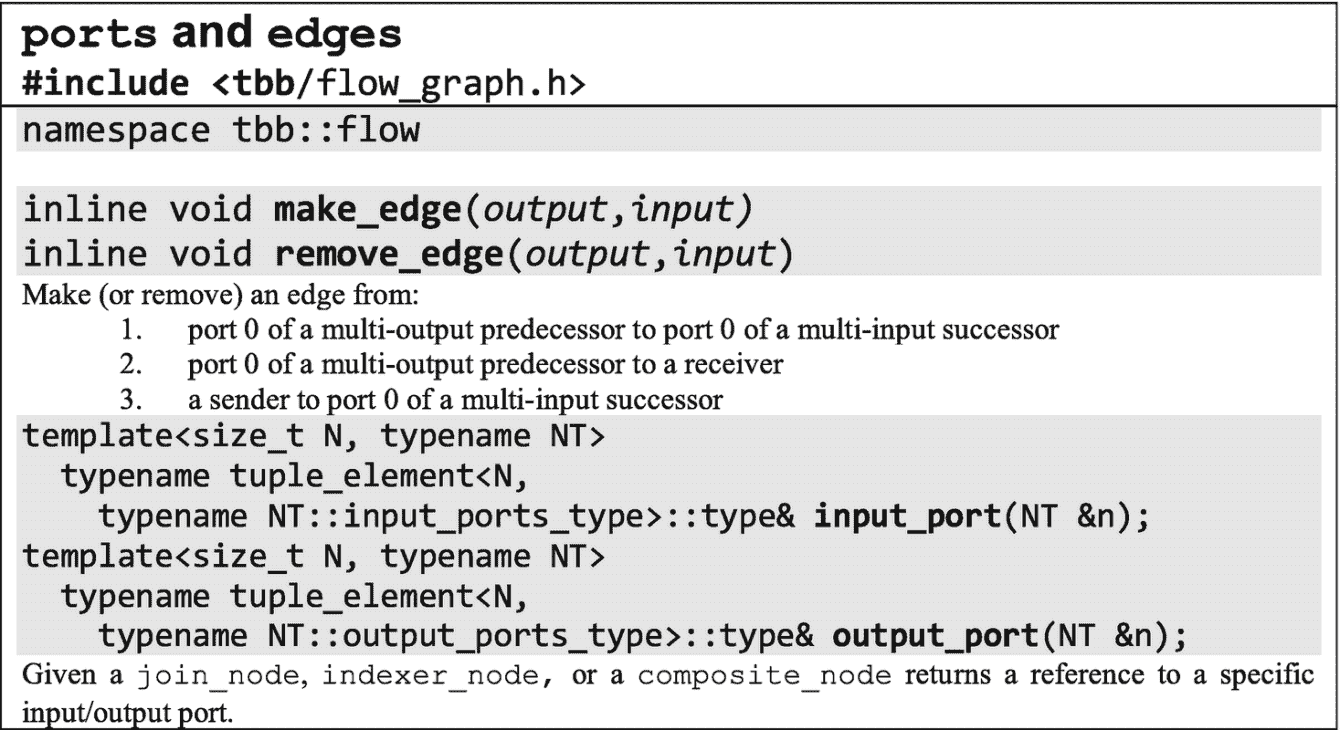 ports and edges
#include <tbb/flow_graph.h>
namespace tbb::flow
inline void make_edge(output,input)
inline void remove_edge(output,input)
Make (or remove) an edge from:
1. port 0 of a multi-output predecessor to port 0 of a multi-input successor
2. port 0 of a multi-output predecessor to a receiver
3. a sender to port 0 of a multi-input successor
template<size_t N, typename NT>
typename tuple_element<N,
typename NT::input_ports_type>::type& input_port(NT &n);
template<size_t N, typename NT>
typename tuple_element<N,
typename NT::output_ports_type>::type& output_port(NT &n);
Given a join_node, indexer_node, or a composite_node returns a reference to a specific
input/output port.